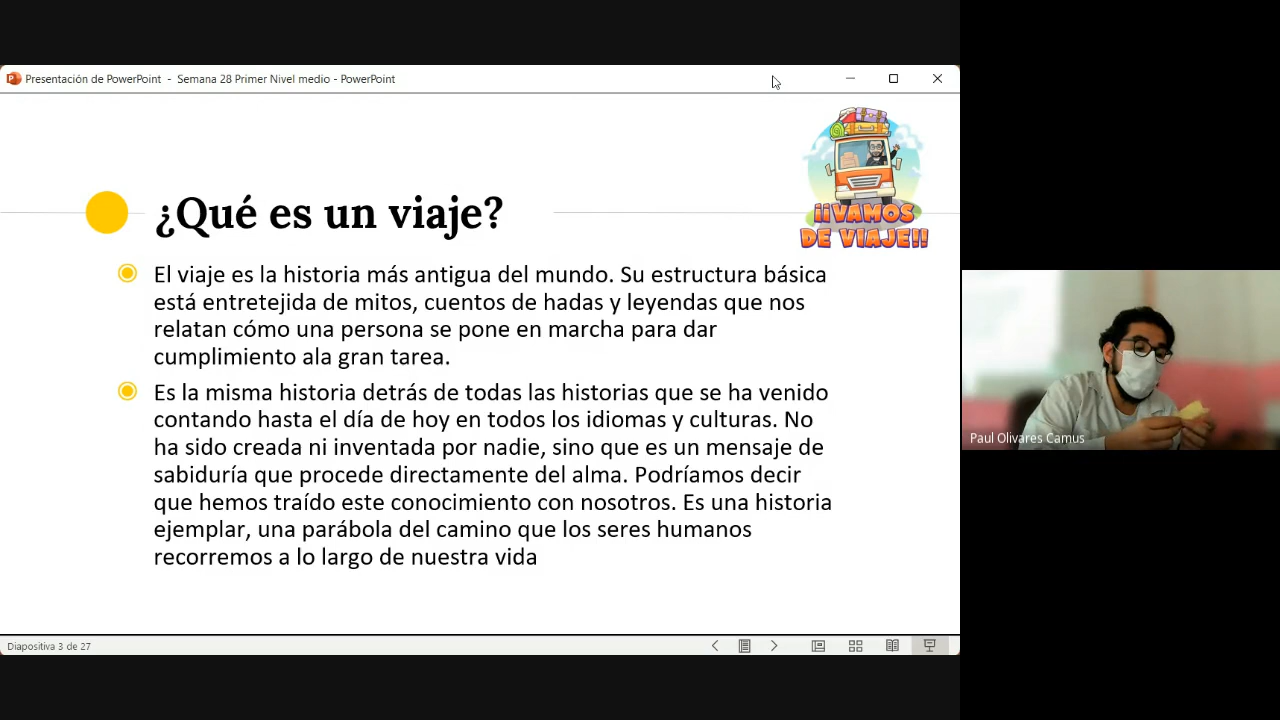 Presentación de PowerPoint - Semana 28 Primer Nivel medio - PowerPoint
¡¡VAMOS
DE VIAJE!!
¿Qué es un viaje?
El viaje es la historia más antigua del mundo. Su estructura básica
está entretejida de mitos, cuentos de hadas y leyendas que nos
relatan cómo una persona se pone en marcha para dar
cumplimiento ala gran tarea.
Es la misma historia detrás de todas las historias que se ha venido
contando hasta el día de hoy en todos los idiomas y culturas. No
ha sido creada ni inventada por nadie, sino que es un mensaje de
sabiduría que procede directamente del alma. Podríamos decir
que hemos traído este conocimiento con nosotros. Es una historia
ejemplar, una parábola del camino que los seres humanos
recorremos a lo largo de nuestra vida
Diapositiva 3 de 27
Paul Olivares Camus